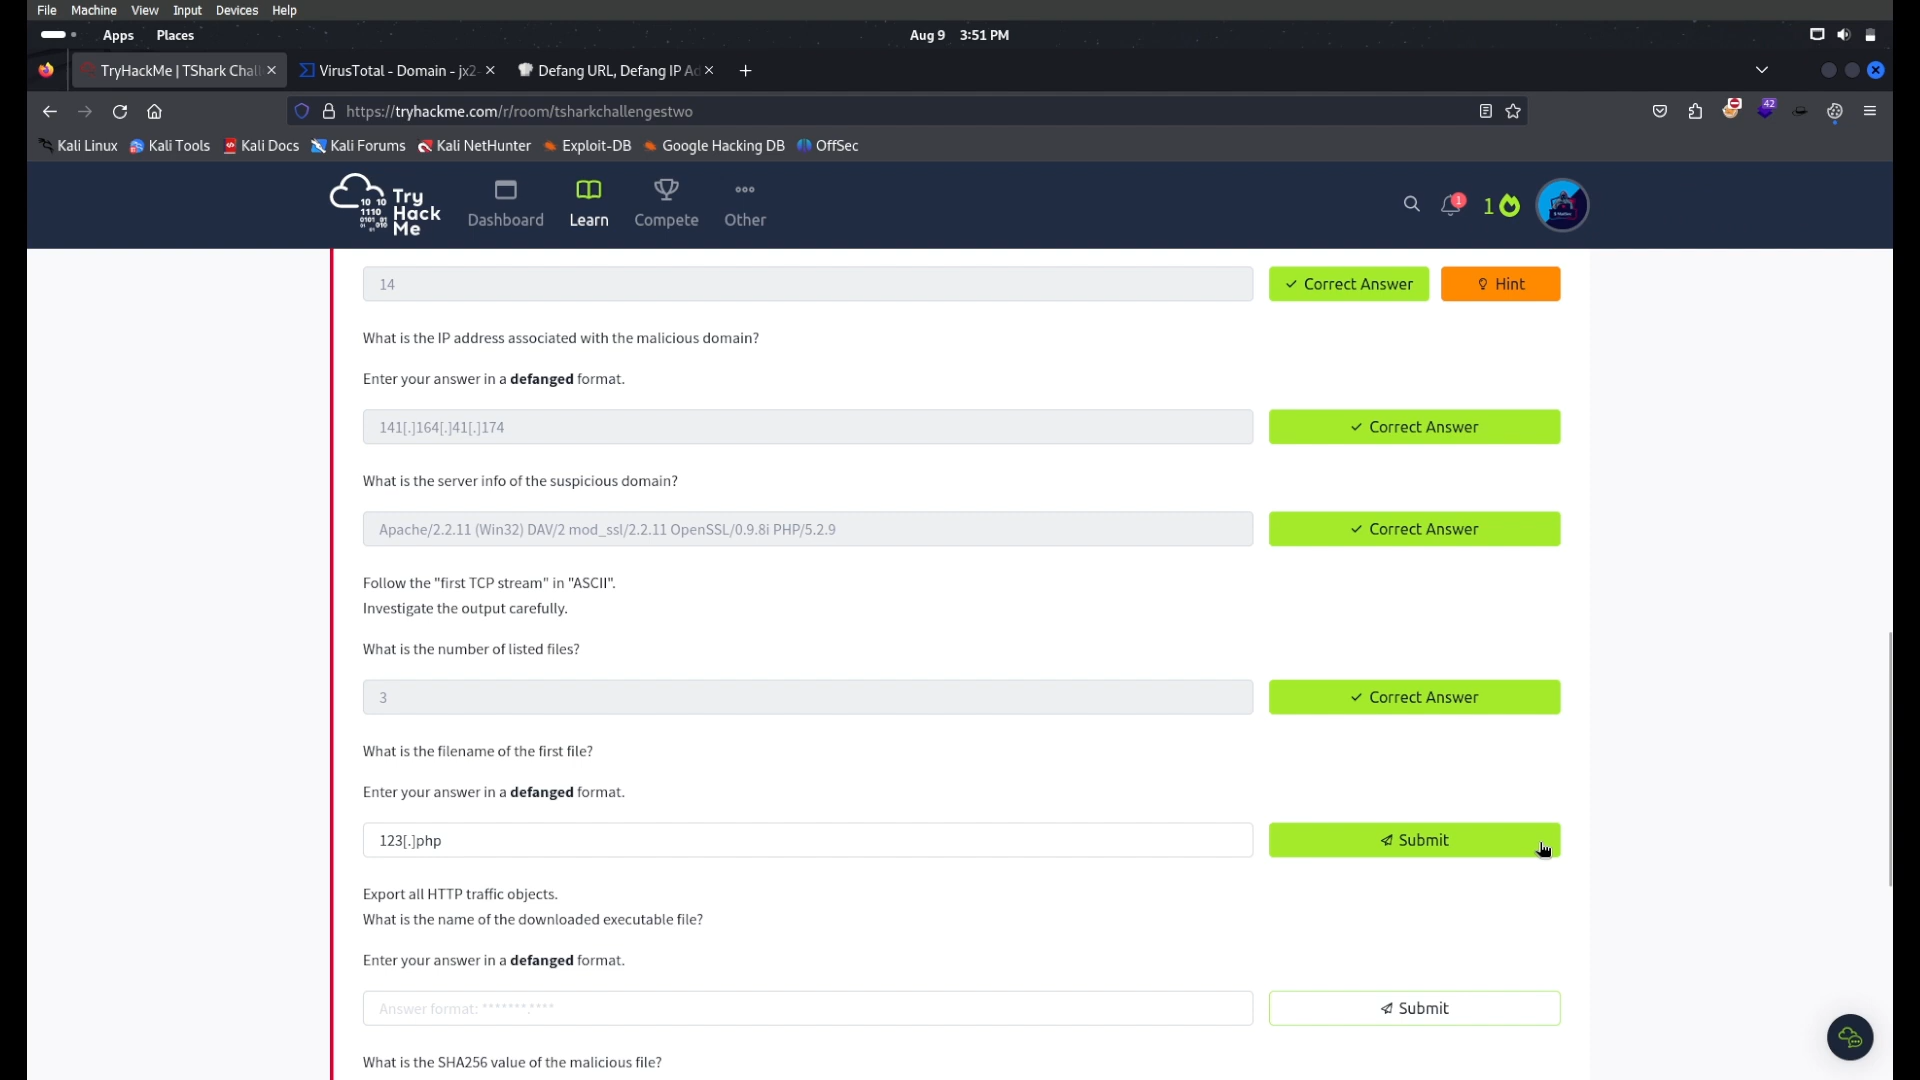 File Machine View Input Devices Help
Apps Places
Aug 9 3:51 PM
TryHackMe | TShark Chal
VirusTotal - Domain - jx2-
Defang URL, Defang IP Ad
https://tryhackme.com/r/room/tsharkchallengestwo
42
Kali Linux Kali Tools Kali Docs Kali Forums Kali NetHunter Exploit-DB Google Hacking DB OffSec
Try Hack Me
Dashboard Learn Compete Other
1
1
14
Correct Answer
Hint
What is the IP address associated with the malicious domain?
Enter your answer in a defanged format.
141[.]164[.]41[.]174
Correct Answer
What is the server info of the suspicious domain?
Apache/2.2.11 (Win32) DAV/2 mod_ssl/2.2.11 OpenSSL/0.9.8i PHP/5.2.9
Correct Answer
Follow the "first TCP stream" in "ASCII".
Investigate the output carefully.
What is the number of listed files?
3
Correct Answer
What is the filename of the first file?
Enter your answer in a defanged format.
123[.]php
Submit
Export all HTTP traffic objects.
What is the name of the downloaded executable file?
Enter your answer in a defanged format.
Answer format: *******.****
Submit
What is the SHA256 value of the malicious file?